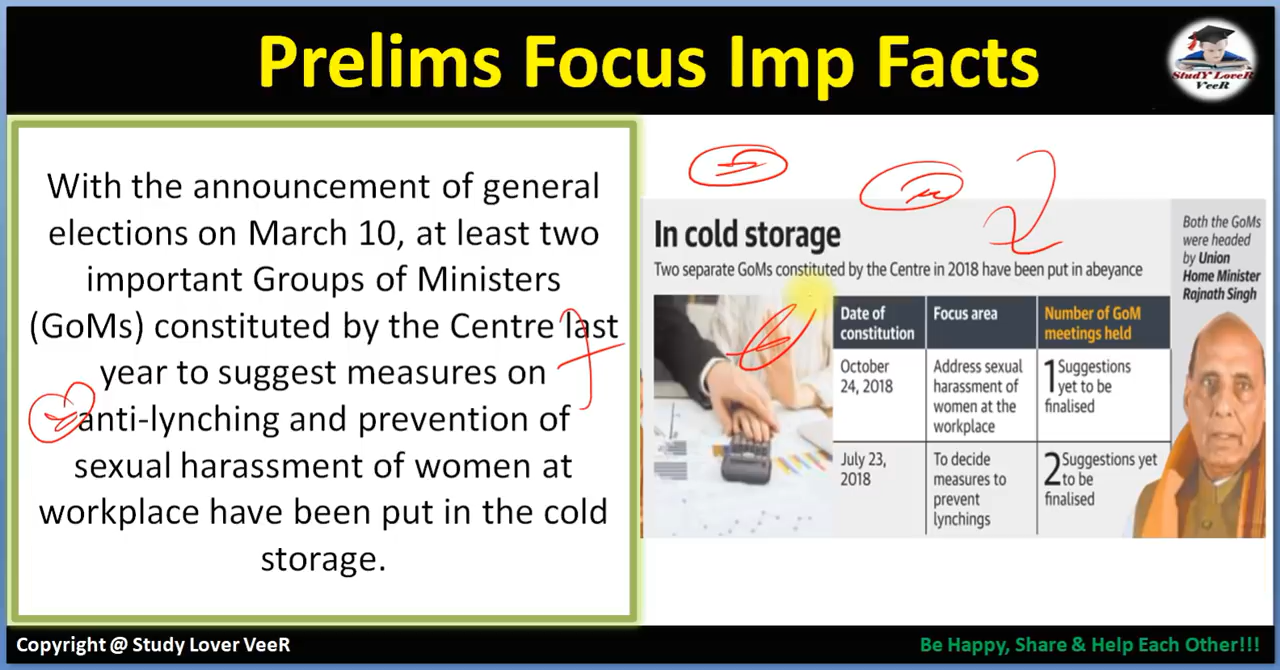 Prelims Focus Imp Facts
StudY LoveR
VeeR
With the announcement of general
elections on March 10, at least two
important Groups of Ministers
(GoMs) constituted by the Centre last
year to suggest measures on
anti-lynching and prevention of
sexual harassment of women at
workplace have been put in the cold
storage.
In cold storage
Two separate GoMs constituted by the Centre in 2018 have been put in abeyance
Date of
constitution
Focus area
Number of GoM
meetings held
October
24, 2018
Address sexual
harassment of
women at the
workplace
1 Suggestions
yet to be
finalised
July 23,
2018
To decide
measures to
prevent
lynchings
2 Suggestions yet
to be
finalised
Both the GoMs
were headed
by Union
Home Minister
Rajnath Singh
Copyright @ Study Lover VeeR
Be Happy, Share & Help Each Other!!!